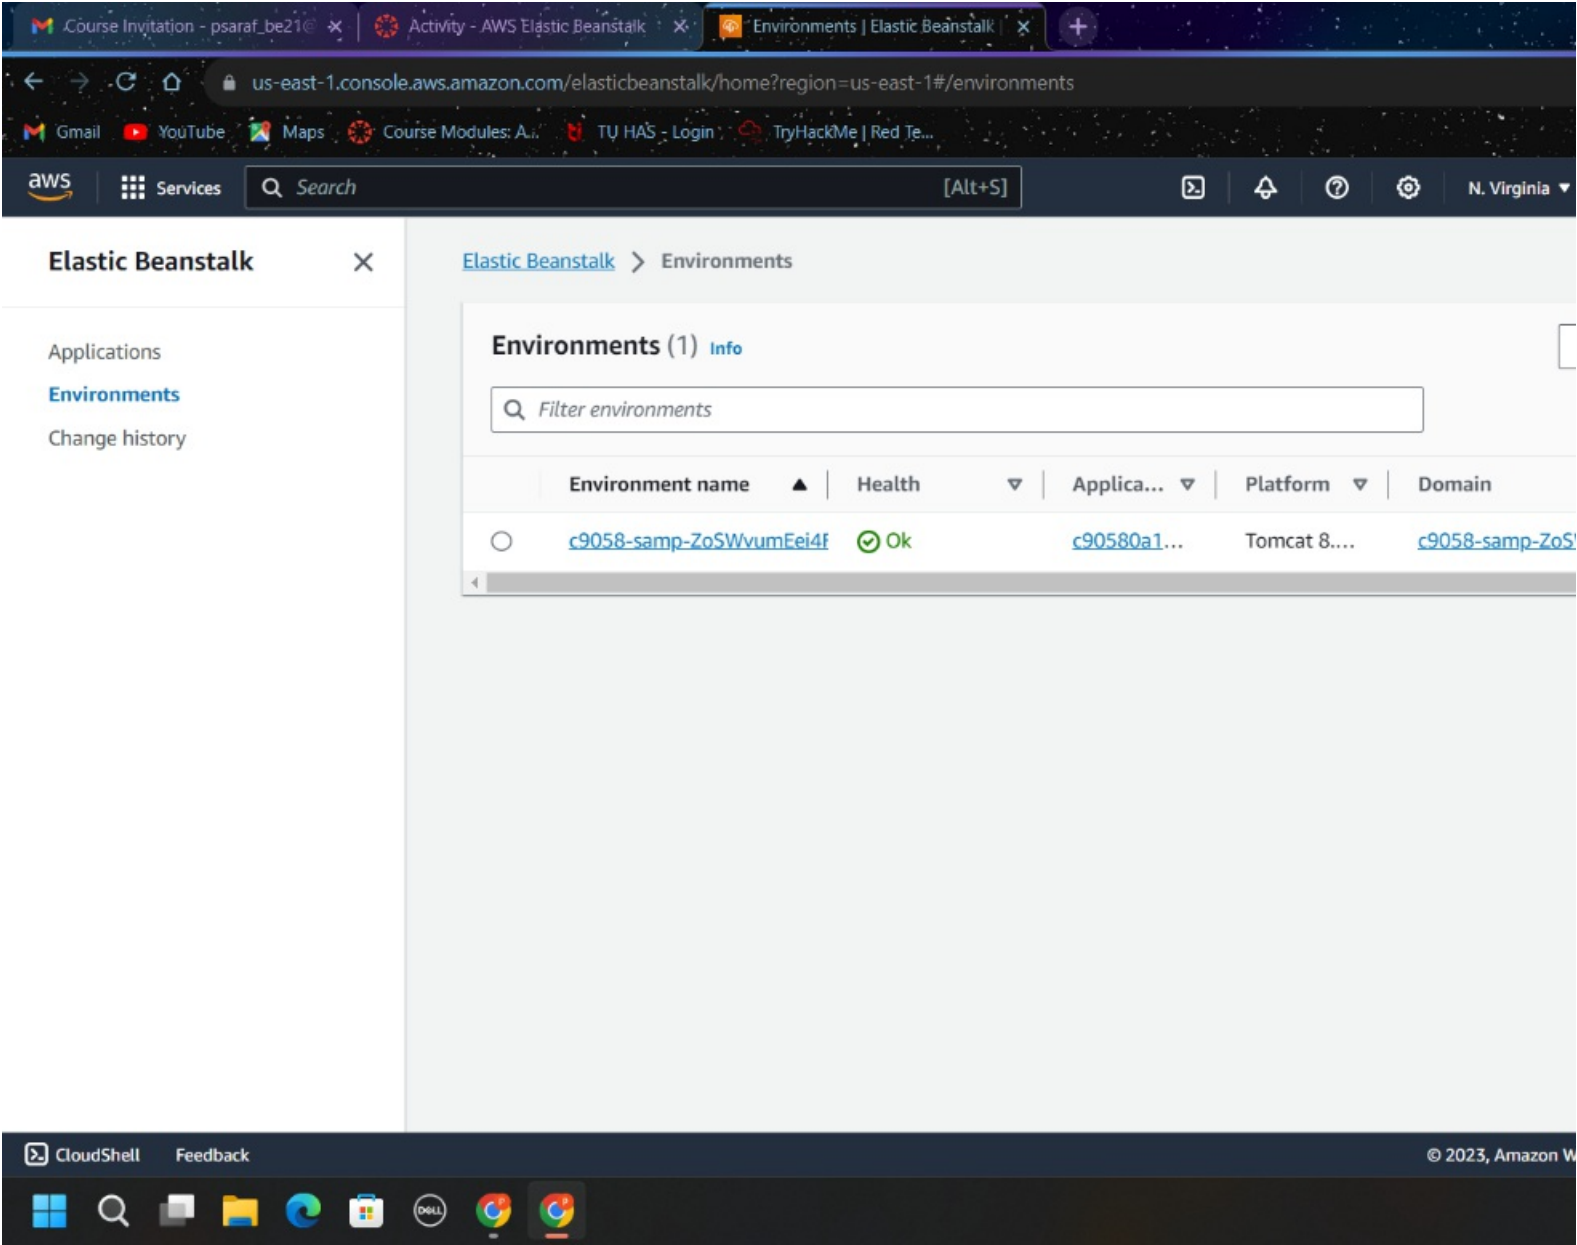 Course Invitation - psaraf_be21@
Activity - AWS Elastic Beanstalk
Environments | Elastic Beanstalk
us-east-1.console.aws.amazon.com/elasticbeanstalk/home?region=us-east-1#/environments
Gmail YouTube Maps Course Modules: A... TU HAS - Login TryHackMe | Red Te...
aws Services Search [Alt+S] N. Virginia
Elastic Beanstalk
Applications
Environments
Change history
Elastic Beanstalk > Environments
Environments (1) Info
Filter environments
Environment name Health Applica... Platform Domain
c9058-samp-ZoSWvumEei4F Ok c90580a1... Tomcat 8.... c9058-samp-ZoS
CloudShell Feedback © 2023, Amazon W
DELL